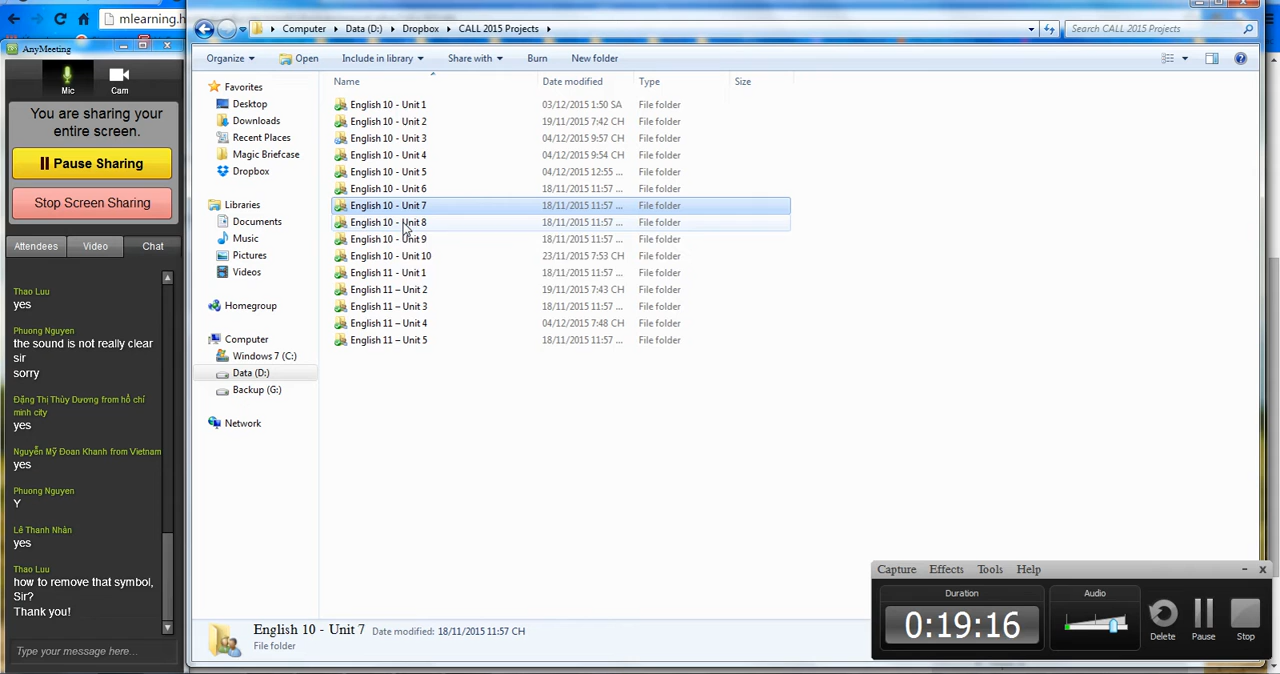 mlearning.h
Computer Data (D:) Dropbox CALL 2015 Projects
Search CALL 2015 Projects
AnyMeeting
Mic Cam
You are sharing your
entire screen.
Pause Sharing
Stop Screen Sharing
Attendees Video Chat
Thao Luu
yes
Phuong Nguyen
the sound is not really clear
sir
sorry
Đặng Thị Thùy Dương from hồ chí
minh city
yes
Nguyễn Mỹ Đoan Khanh from Vietnam
yes
Phuong Nguyen
Y
Lê Thanh Nhân
yes
Thao Luu
how to remove that symbol,
Sir?
Thank you!
Type your message here...
Organize Open Include in library Share with Burn New folder
Favorites
Desktop
Downloads
Recent Places
Magic Briefcase
Dropbox
Libraries
Documents
Music
Pictures
Videos
Homegroup
Computer
Windows 7 (C:)
Data (D:)
Backup (G:)
Network
Name Date modified Type Size
English 10 - Unit 1 03/12/2015 1:50 SA File folder
English 10 - Unit 2 19/11/2015 7:42 CH File folder
English 10 - Unit 3 04/12/2015 9:57 CH File folder
English 10 - Unit 4 04/12/2015 9:54 CH File folder
English 10 - Unit 5 04/12/2015 12:55 ... File folder
English 10 - Unit 6 18/11/2015 11:57 ... File folder
English 10 - Unit 7 18/11/2015 11:57 ... File folder
English 10 - Unit 8 18/11/2015 11:57 ... File folder
English 10 - Unit 9 18/11/2015 11:57 ... File folder
English 10 - Unit 10 23/11/2015 7:53 CH File folder
English 11 - Unit 1 18/11/2015 11:57 ... File folder
English 11 – Unit 2 19/11/2015 7:43 CH File folder
English 11 – Unit 3 18/11/2015 11:57 ... File folder
English 11 – Unit 4 04/12/2015 7:48 CH File folder
English 11 – Unit 5 18/11/2015 11:57 ... File folder
English 10 - Unit 7 Date modified: 18/11/2015 11:57 CH
File folder
Capture Effects Tools Help
Duration Audio
0:19:16
Delete Pause Stop